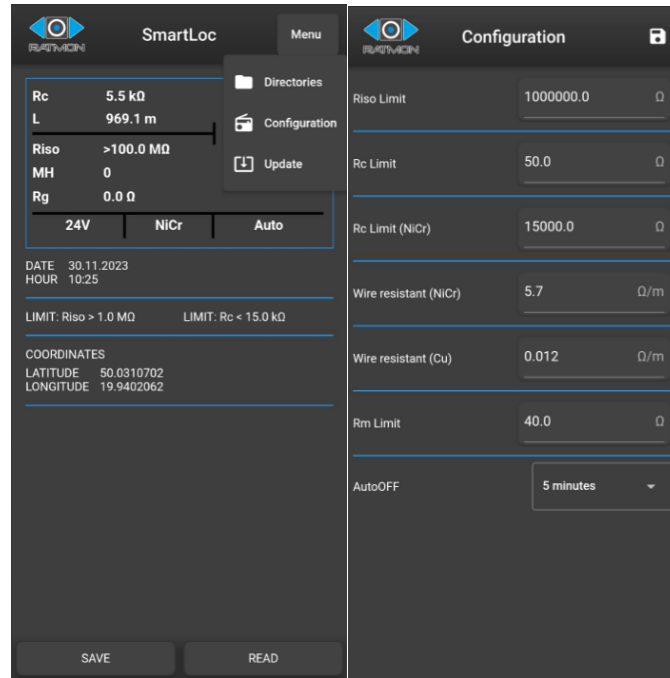 RATMON
SmartLoc
Menu
Directories
Configuration
Update
Rc 5.5 kΩ
L 969.1 m
Riso >100.0 MΩ
MH 0
Rg 0.0 Ω
24V NiCr Auto
DATE 30.11.2023
HOUR 10:25
LIMIT: Riso > 1.0 MΩ LIMIT: Rc < 15.0 kΩ
COORDINATES
LATITUDE 50.0310702
LONGITUDE 19.9402062
SAVE READ
RATMON
Configuration
Riso Limit 1000000.0 Ω
Rc Limit 50.0 Ω
Rc Limit (NiCr) 15000.0 Ω
Wire resistant (NiCr) 5.7 Ω/m
Wire resistant (Cu) 0.012 Ω/m
Rm Limit 40.0 Ω
AutoOFF 5 minutes